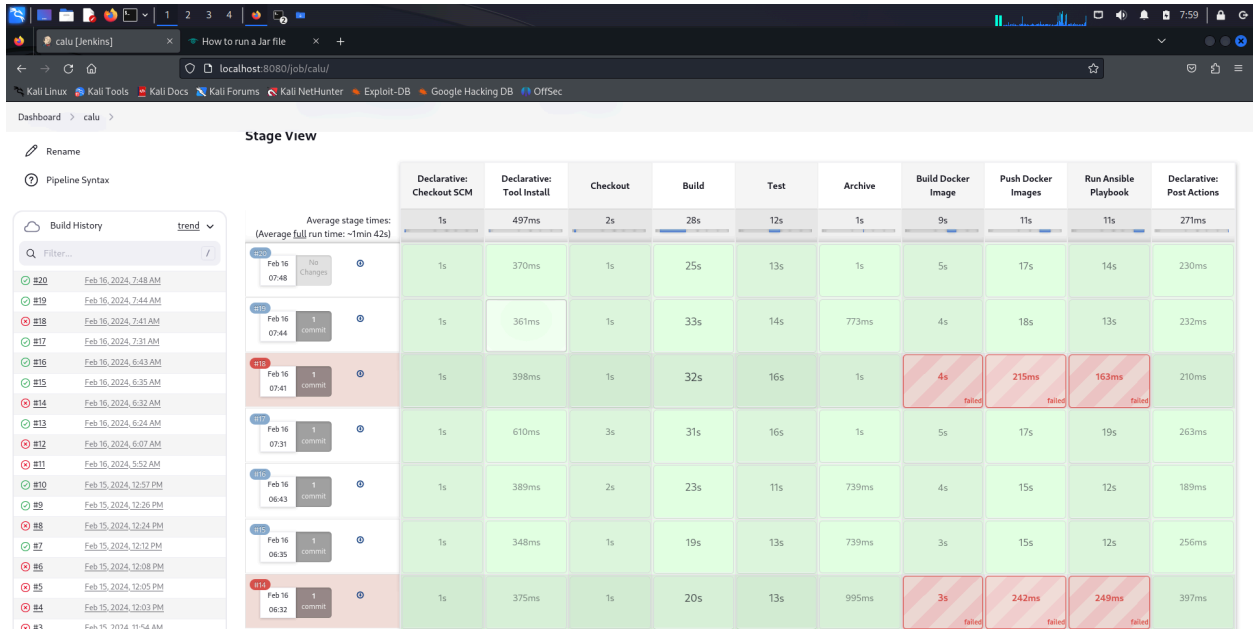 1 2 3 4
7:59
calu [Jenkins]
How to run a Jar file
localhost:8080/job/calu/
Kali Linux Kali Tools Kali Docs Kali Forums Kali NetHunter Exploit-DB Google Hacking DB OffSec
Dashboard > calu >
Rename
Pipeline Syntax
Build History trend
Filter... /
#20 Feb 16, 2024, 7:48 AM
#19 Feb 16, 2024, 7:44 AM
#18 Feb 16, 2024, 7:41 AM
#17 Feb 16, 2024, 7:31 AM
#16 Feb 16, 2024, 6:43 AM
#15 Feb 16, 2024, 6:35 AM
#14 Feb 16, 2024, 6:32 AM
#13 Feb 16, 2024, 6:24 AM
#12 Feb 16, 2024, 6:07 AM
#11 Feb 16, 2024, 5:52 AM
#10 Feb 15, 2024, 12:57 PM
#9 Feb 15, 2024, 12:26 PM
#8 Feb 15, 2024, 12:24 PM
#7 Feb 15, 2024, 12:12 PM
#6 Feb 15, 2024, 12:08 PM
#5 Feb 15, 2024, 12:05 PM
#4 Feb 15, 2024, 12:03 PM
#3 Feb 15, 2024, 11:54 AM
Stage View
Declarative: Checkout SCM
Declarative: Tool Install
Checkout
Build
Test
Archive
Build Docker Image
Push Docker Images
Run Ansible Playbook
Declarative: Post Actions
Average stage times:
(Average full run time: ~1min 42s)
1s 497ms 2s 28s 12s 1s 9s 11s 11s 271ms
#20
Feb 16
07:48
No Changes
1s 370ms 1s 25s 13s 1s 5s 17s 14s 230ms
#19
Feb 16
07:44
1 commit
1s 361ms 1s 33s 14s 773ms 4s 18s 13s 232ms
#18
Feb 16
07:41
1 commit
1s 398ms 1s 32s 16s 1s 4s 215ms 163ms 210ms
failed failed failed
#17
Feb 16
07:31
1 commit
1s 610ms 3s 31s 16s 1s 5s 17s 19s 263ms
#16
Feb 16
06:43
1 commit
1s 389ms 2s 23s 11s 739ms 4s 15s 12s 189ms
#15
Feb 16
06:35
1 commit
1s 348ms 1s 19s 13s 739ms 3s 15s 12s 256ms
#14
Feb 16
06:32
1 commit
1s 375ms 1s 20s 13s 995ms 3s 242ms 249ms 397ms
failed failed failed